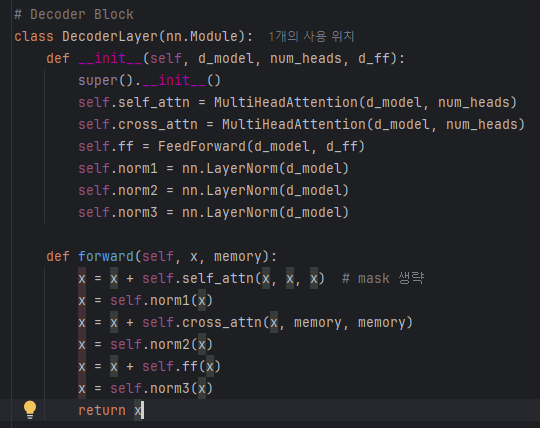 # Decoder Block
class DecoderLayer(nn.Module):  1개의 사용 위치
    def __init__(self, d_model, num_heads, d_ff):
        super().__init__()
        self.self_attn = MultiHeadAttention(d_model, num_heads)
        self.cross_attn = MultiHeadAttention(d_model, num_heads)
        self.ff = FeedForward(d_model, d_ff)
        self.norm1 = nn.LayerNorm(d_model)
        self.norm2 = nn.LayerNorm(d_model)
        self.norm3 = nn.LayerNorm(d_model)
    def forward(self, x, memory):
        x = x + self.self_attn(x, x, x)  # mask 생략
        x = self.norm1(x)
        x = x + self.cross_attn(x, memory, memory)
        x = self.norm2(x)
        x = x + self.ff(x)
        x = self.norm3(x)
        return x